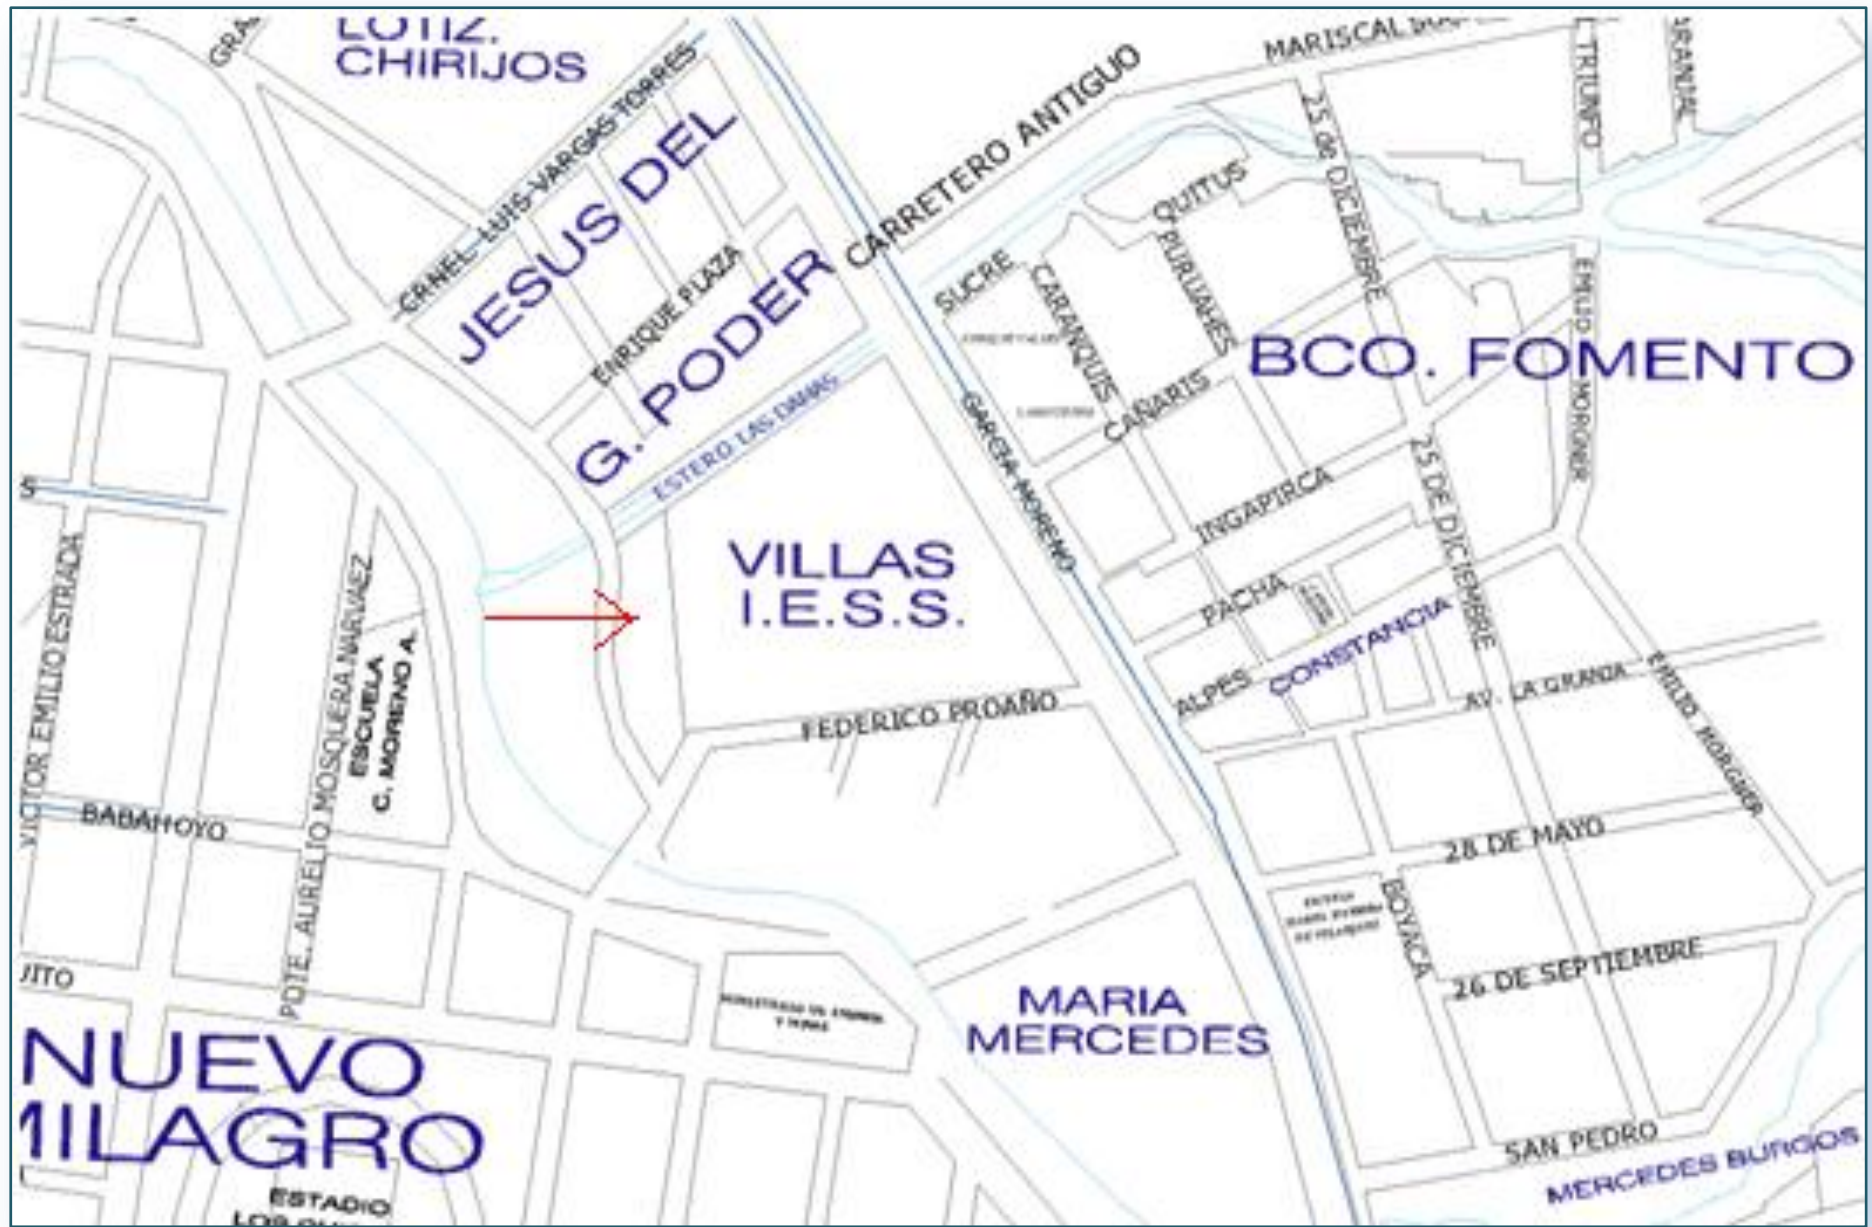 LOTIZ.
CHIRIJOS
MARISCAL
TRIUNFO
CARRETERO ANTIGUO
CRNEL. LUIS VARGAS TORRES
JESUS DEL
G. PODER
25 de DICIEMBRE
QUITUS
PURUAHES
SUCRE
CARANQUIS
ENRIQUE PLAZA
EMILIO MORGNER
BCO. FOMENTO
CAÑARIS
GARCIA MORENO
ESTERO LAS DAMAS
INGAPIRCA
25 DE DICIEMBRE
VILLAS
I.E.S.S.
PACHA
CONSTANCIA
ALPES
AV. LA GRANJA
EMILIO MORGNER
FEDERICO PROAÑO
VICTOR EMILIO ESTRADA
PDTE. AURELIO MOSQUERA NARVAEZ
ESCUELA
C. MORENO A.
BABAHOYO
28 DE MAYO
BOYACA
26 DE SEPTIEMBRE
MARIA
MERCEDES
NUEVO
MILAGRO
SAN PEDRO
MERCEDES BURGOS
ESTADIO